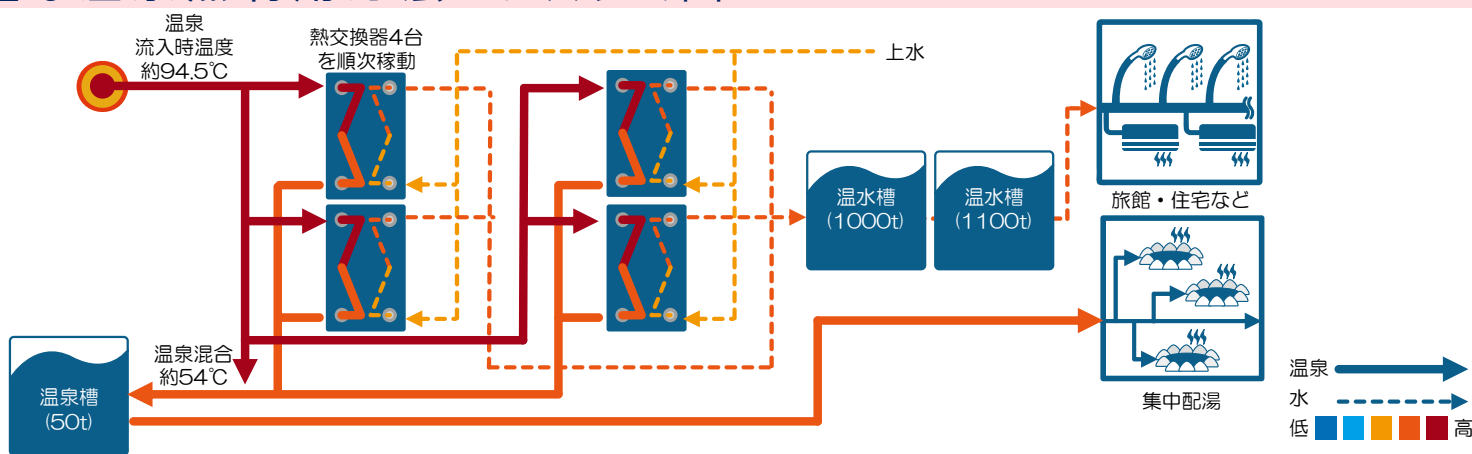 温泉
流入時温度
約94.5℃
熱交換器4台
を順次稼動
上水
温水槽
(1000t)
温水槽
(1100t)
旅館・住宅など
温泉混合
約54℃
温泉槽
(50t)
集中配湯
温泉
水
低 高